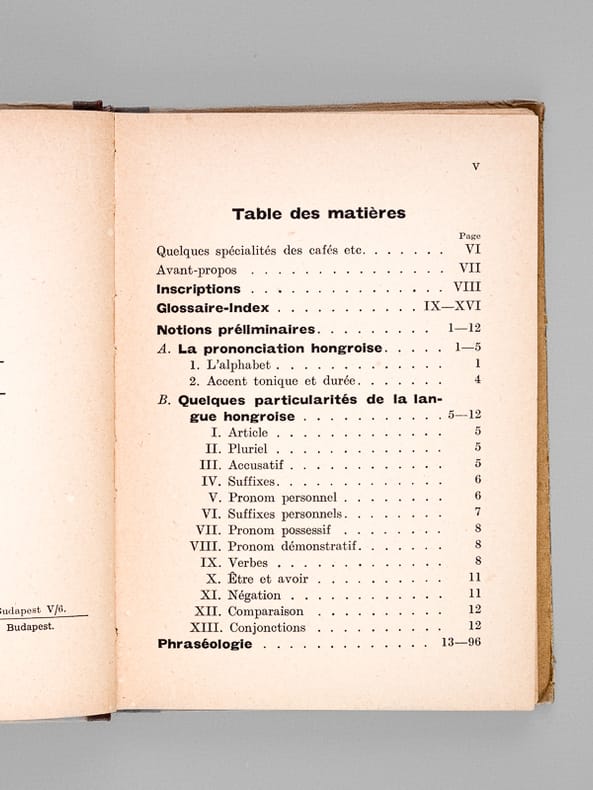 Budapest V/6.
Budapest.
V
Table des matières
Page
Quelques spécialités des cafés etc. . . . . . . VI
Avant-propos . . . . . . . . . . . . . VII
Inscriptions . . . . . . . . . . . . . VIII
Glossaire-Index . . . . . . . . . . . IX—XVI
Notions préliminaires. . . . . . . . . 1—12
A. La prononciation hongroise. . . . . 1—5
1. L'alphabet . . . . . . . . . . . . . 1
2. Accent tonique et durée. . . . . . . 4
B. Quelques particularités de la lan-
gue hongroise . . . . . . . . . . . 5—12
I. Article . . . . . . . . . . . . . 5
II. Pluriel . . . . . . . . . . . . . 5
III. Accusatif . . . . . . . . . . . . 5
IV. Suffixes. . . . . . . . . . . . . 6
V. Pronom personnel . . . . . . . . 6
VI. Suffixes personnels. . . . . . . . 7
VII. Pronom possessif . . . . . . . . 8
VIII. Pronom démonstratif. . . . . . . 8
IX. Verbes . . . . . . . . . . . . . 8
X. Être et avoir . . . . . . . . . . 11
XI. Négation . . . . . . . . . . . . 11
XII. Comparaison . . . . . . . . . . 12
XIII. Conjonctions . . . . . . . . . . 12
Phraséologie . . . . . . . . . . . . . 13—96